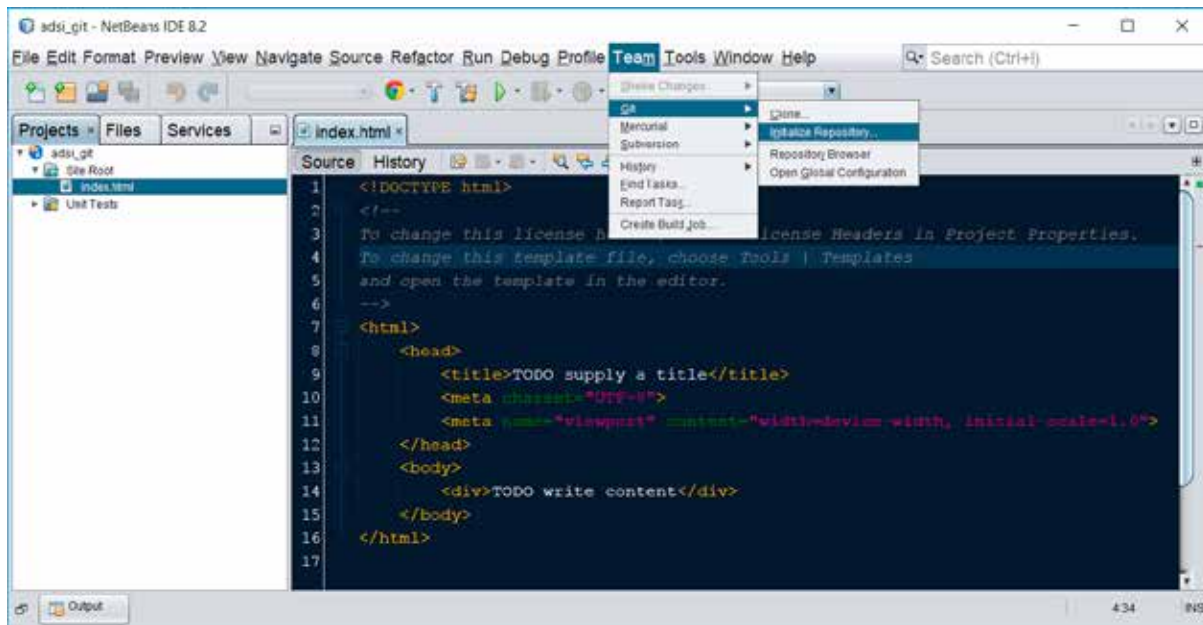 adsi_git - NetBeans IDE 8.2
File Edit Format Preview View Navigate Source Refactor Run Debug Profile Team Tools Window Help
Search (Ctrl+I)
Projects Files Services
index.html
adsi_git
Site Root
index.html
Unit Tests
Source History
Shelve Changes
Git
Mercurial
Subversion
History
Find Tasks...
Report Task...
Create Build Job...
Clone...
Initialize Repository...
Repository Browser
Open Global Configuration
1 <!DOCTYPE html>
2 <!--
3 To change this license h icense Headers in Project Properties.
4 To change this template file, choose Tools | Templates
5 and open the template in the editor.
6 -->
7 <html>
8 <head>
9 <title>TODO supply a title</title>
10 <meta charset="UTF-8">
11 <meta name="viewport" content="width=device-width, initial-scale=1.0">
12 </head>
13 <body>
14 <div>TODO write content</div>
15 </body>
16 </html>
17
Output
4:34 INS